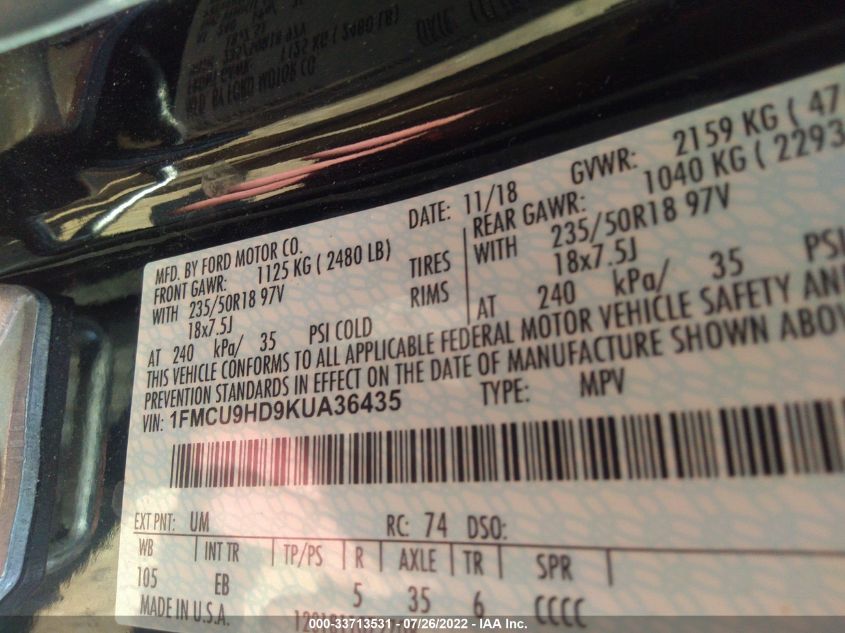 MFD. BY FORD MOTOR CO.
DATE: 11/18 GVWR: 2159 KG ( 47
FRONT GAWR: 1125 KG ( 2480 LB) REAR GAWR: 1040 KG ( 2293
WITH 235/50R18 97V TIRES WITH 235/50R18 97V
18x7.5J RIMS 18x7.5J
AT 240 kPa/ 35 PSI COLD AT 240 kPa/ 35 PSI
THIS VEHICLE CONFORMS TO ALL APPLICABLE FEDERAL MOTOR VEHICLE SAFETY AN
PREVENTION STANDARDS IN EFFECT ON THE DATE OF MANUFACTURE SHOWN ABOV
VIN: 1FMCU9HD9KUA36435 TYPE: MPV
EXT PNT: UM RC: 74 DSO:
WB INT TR TP/PS R AXLE TR SPR
105 EB 5 35 6 CCCC
MADE IN U.S.A.
000-33713531 - 07/26/2022 - IAA Inc.